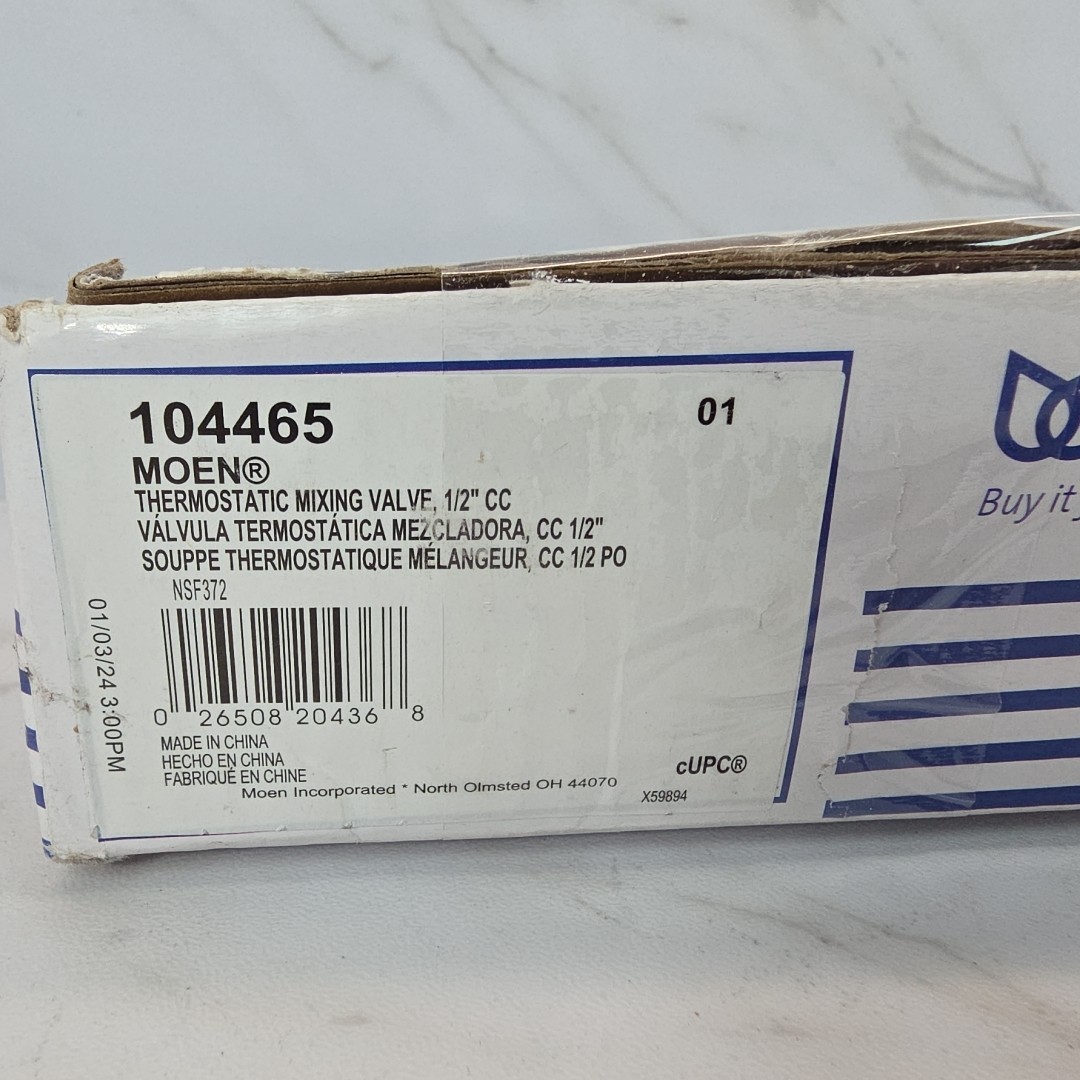 104465
01
MOEN®
THERMOSTATIC MIXING VALVE, 1/2" CC
VÁLVULA TERMOSTÁTICA MEZCLADORA, CC 1/2"
SOUPPE THERMOSTATIQUE MÉLANGEUR, CC 1/2 PO
NSF372
01/03/24 3:00PM
0 26508 20436 8
MADE IN CHINA
HECHO EN CHINA
FABRIQUÉ EN CHINE
Moen Incorporated * North Olmsted OH 44070
cUPC®
X59894
Buy it